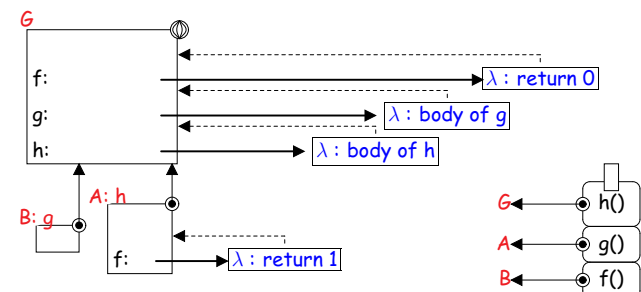 G
f:
λ : return 0
g:
λ : body of g
h:
λ : body of h
A: h
B: g
f:
λ : return 1
G
h()
A
g()
B
f()